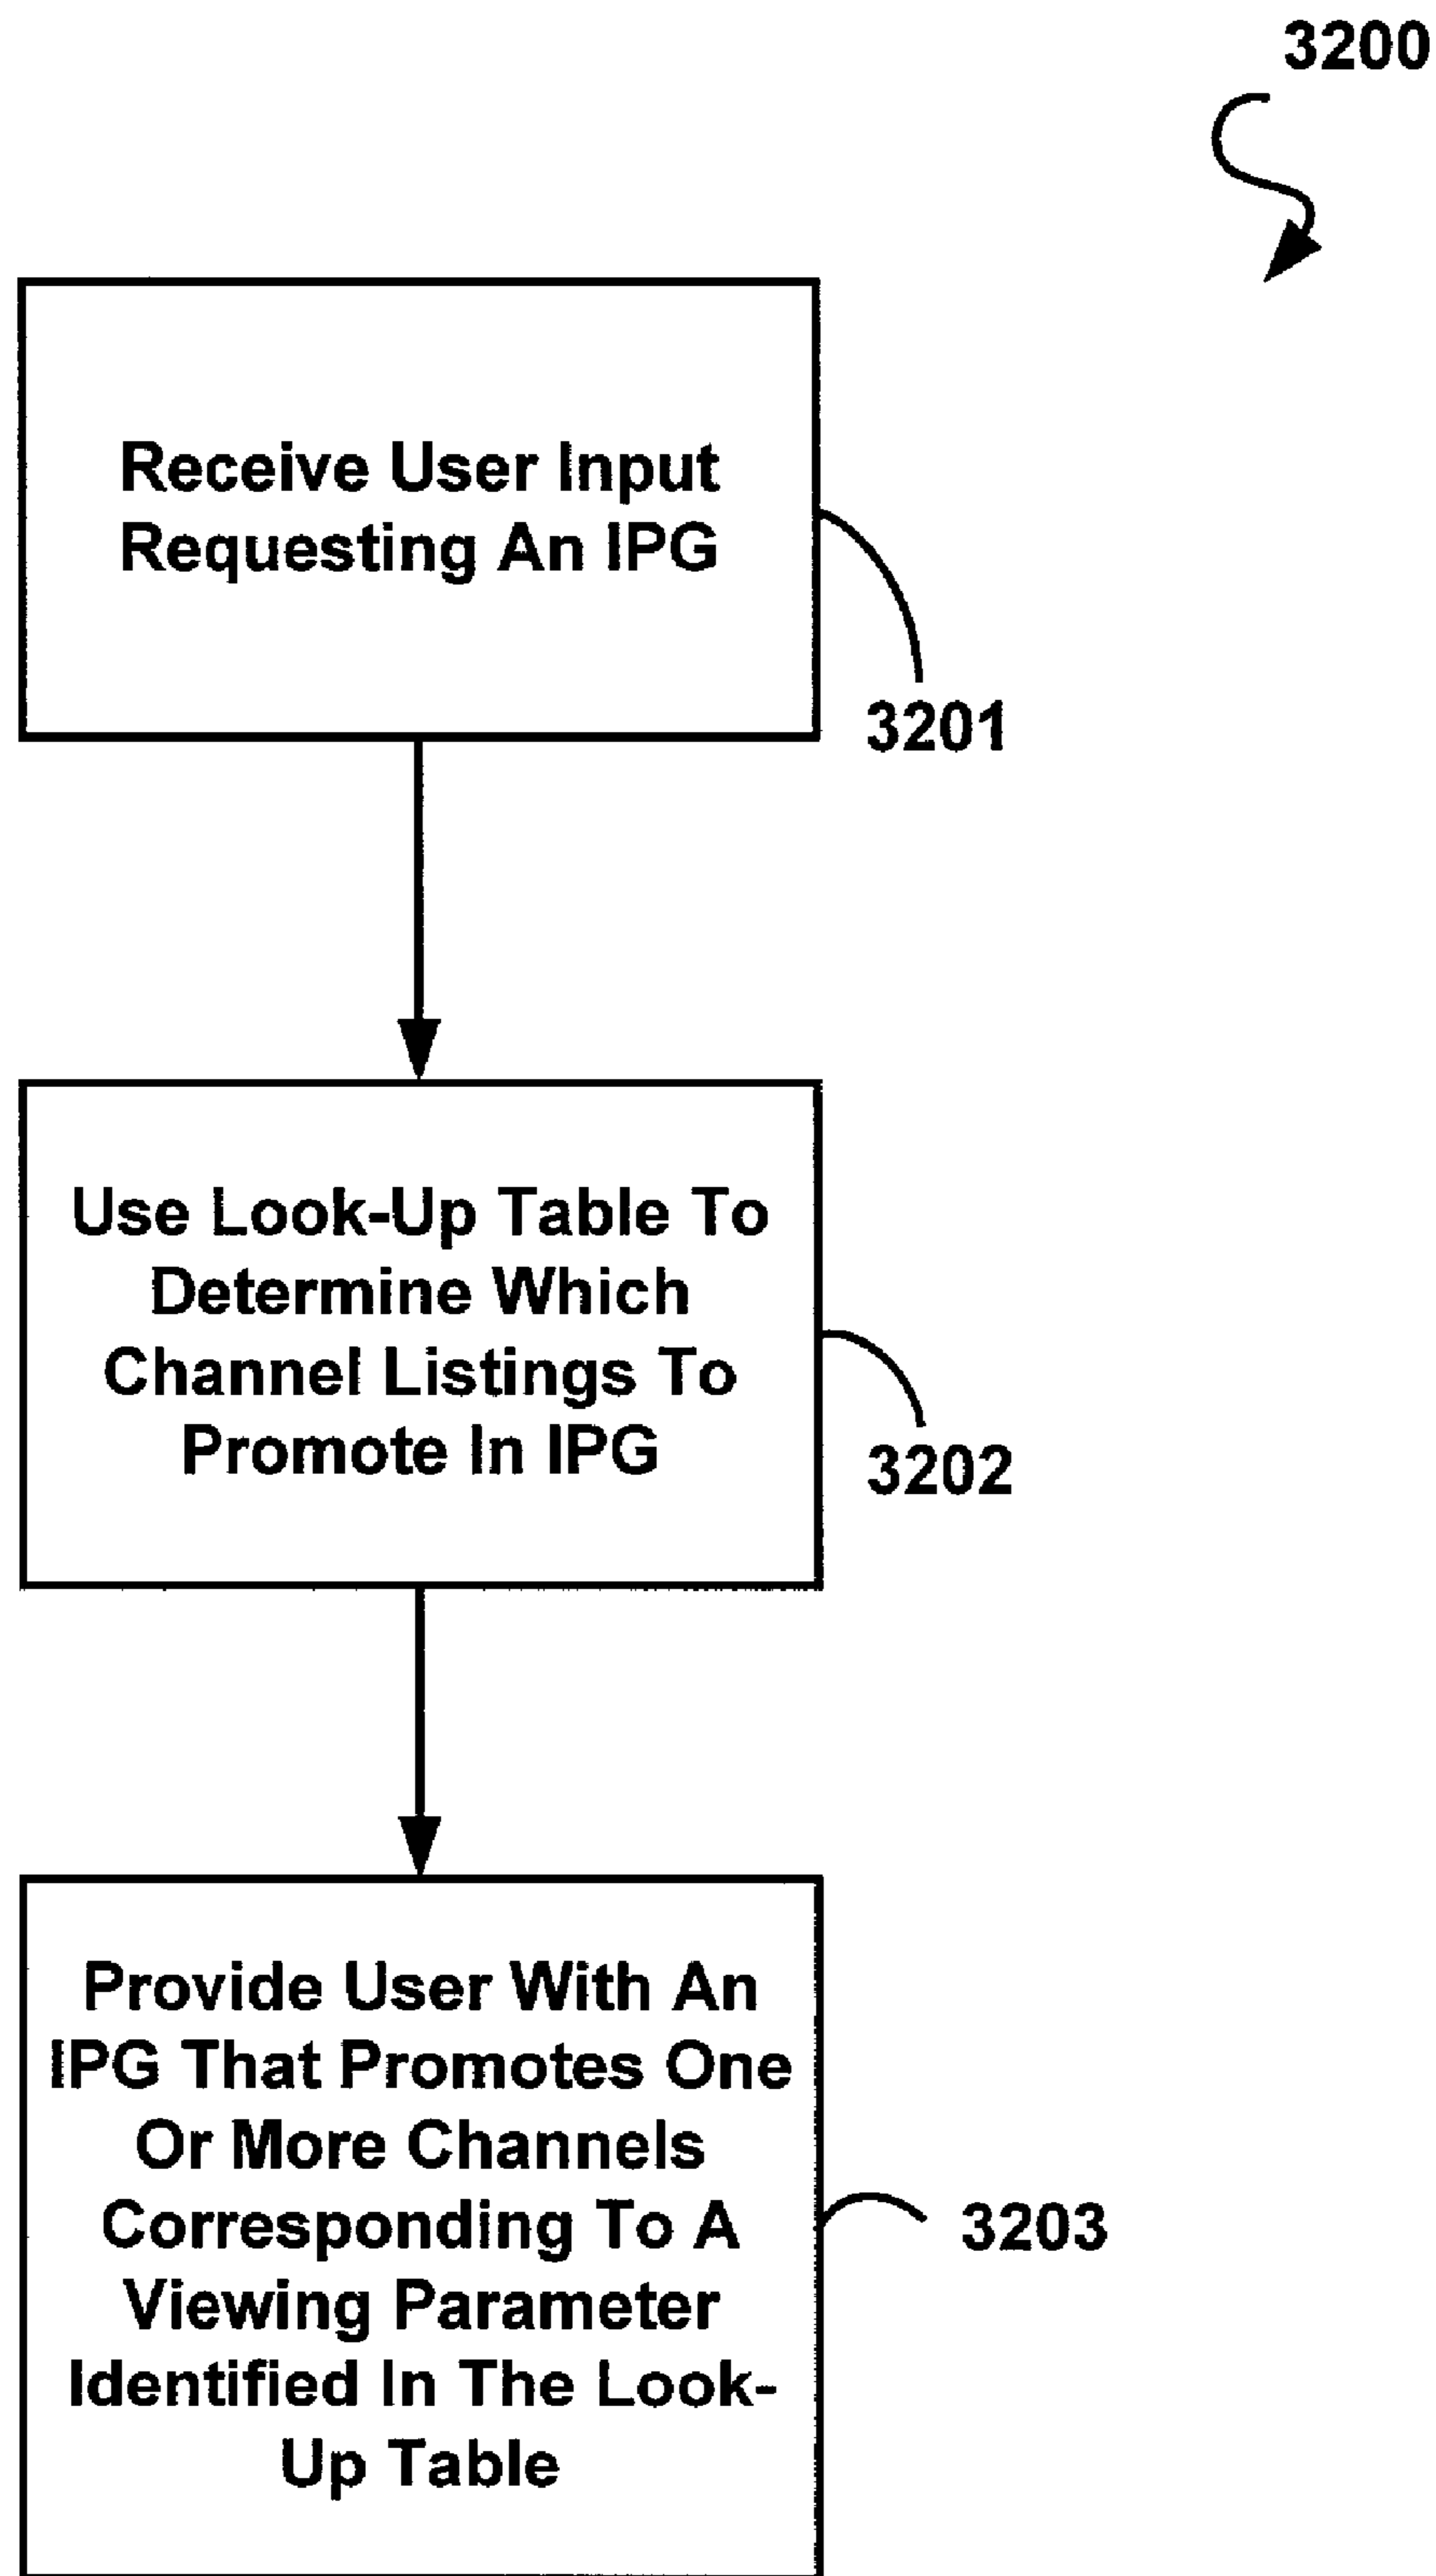 3200
Receive User Input
Requesting An IPG
3201
Use Look-Up Table To
Determine Which
Channel Listings To
Promote In IPG
3202
Provide User With An
IPG That Promotes One
Or More Channels
Corresponding To A
Viewing Parameter
Identified In The Look-
Up Table
3203